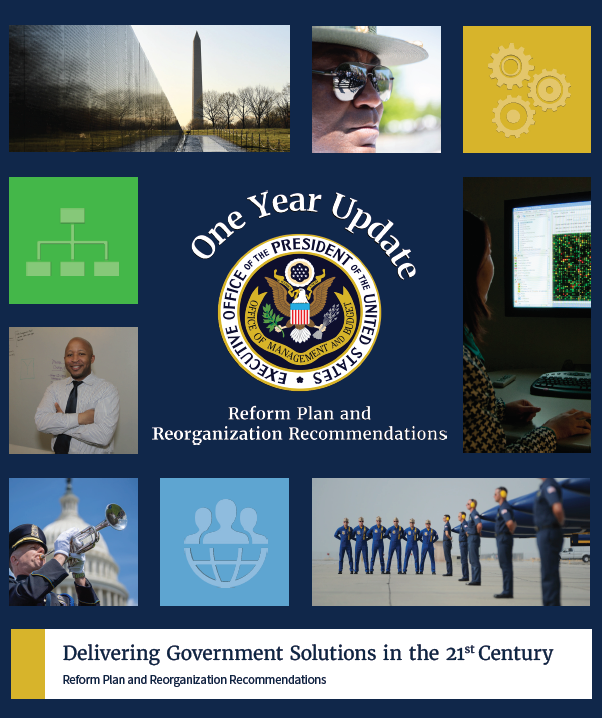 One Year Update
EXECUTIVE OFFICE OF THE PRESIDENT OF THE UNITED STATES
OFFICE OF MANAGEMENT AND BUDGET
Reform Plan and
Reorganization Recommendations
Delivering Government Solutions in the 21st Century
Reform Plan and Reorganization Recommendations